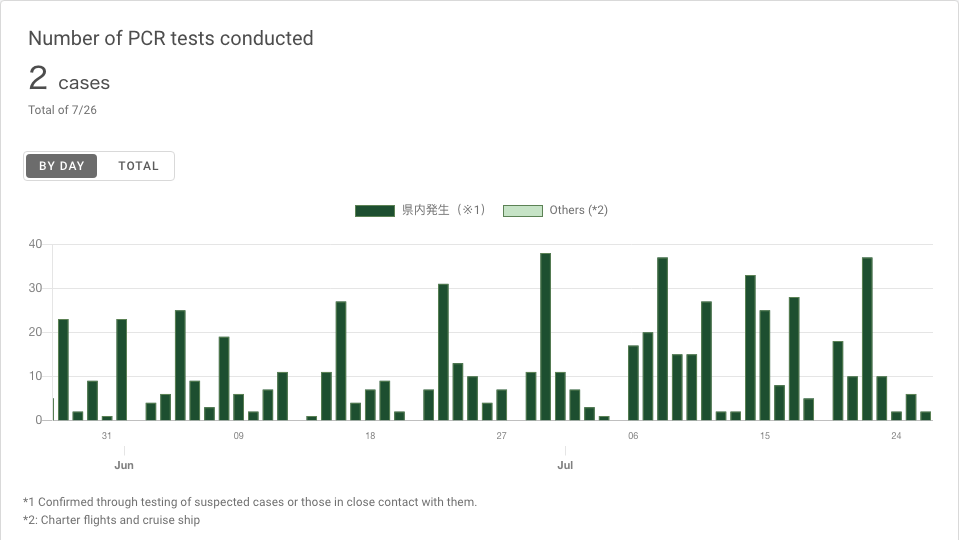 Number of PCR tests conducted
2 cases
Total of 7/26
BY DAY TOTAL
県内発生（※1） Others (*2)
40
30
20
10
0
31 09 18 27 06 15 24
Jun Jul
*1 Confirmed through testing of suspected cases or those in close contact with them.
*2: Charter flights and cruise ship